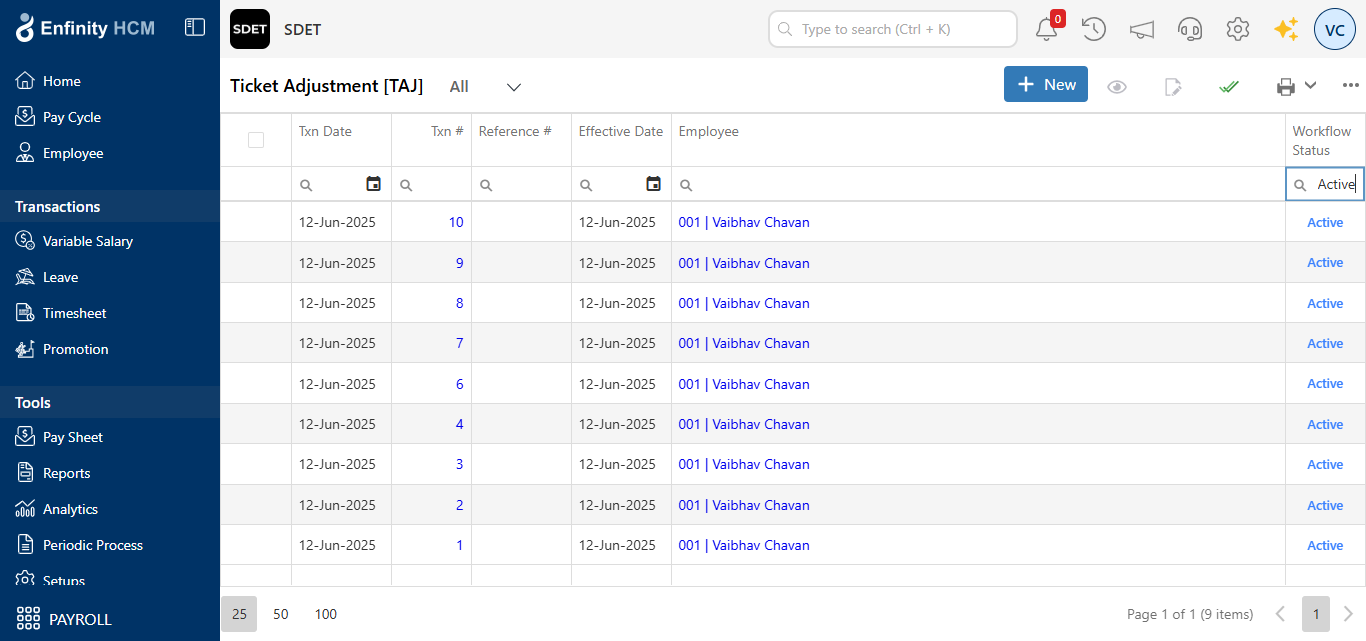 Enfinity HCM
SDET SDET
Type to search (Ctrl + K)
0
VC
Home
Pay Cycle
Employee
Transactions
Variable Salary
Leave
Timesheet
Promotion
Tools
Pay Sheet
Reports
Analytics
Periodic Process
Setups
PAYROLL
Ticket Adjustment [TAJ] All
New
Txn Date Txn # Reference # Effective Date Employee Workflow
Status
Active
12-Jun-2025 10 12-Jun-2025 001 | Vaibhav Chavan Active
12-Jun-2025 9 12-Jun-2025 001 | Vaibhav Chavan Active
12-Jun-2025 8 12-Jun-2025 001 | Vaibhav Chavan Active
12-Jun-2025 7 12-Jun-2025 001 | Vaibhav Chavan Active
12-Jun-2025 6 12-Jun-2025 001 | Vaibhav Chavan Active
12-Jun-2025 4 12-Jun-2025 001 | Vaibhav Chavan Active
12-Jun-2025 3 12-Jun-2025 001 | Vaibhav Chavan Active
12-Jun-2025 2 12-Jun-2025 001 | Vaibhav Chavan Active
12-Jun-2025 1 12-Jun-2025 001 | Vaibhav Chavan Active
25 50 100
Page 1 of 1 (9 items) 1